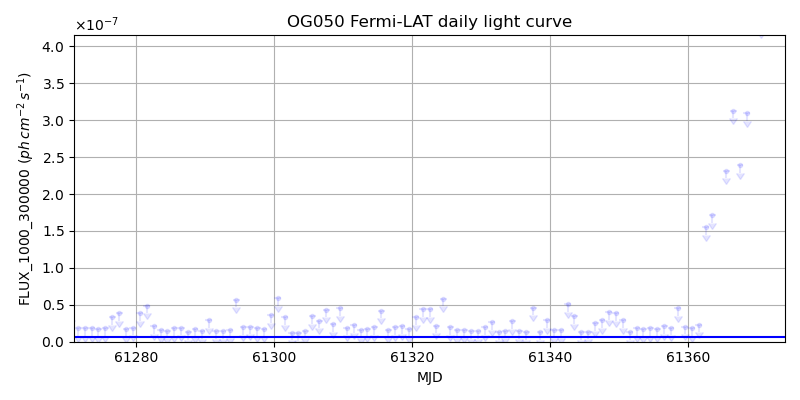 OG050 Fermi-LAT daily light curve
×10⁻⁷
FLUX_1000_300000 (ph cm⁻² s⁻¹)
4.0
3.5
3.0
2.5
2.0
1.5
1.0
0.5
0.0
61280 61300 61320 61340 61360
MJD